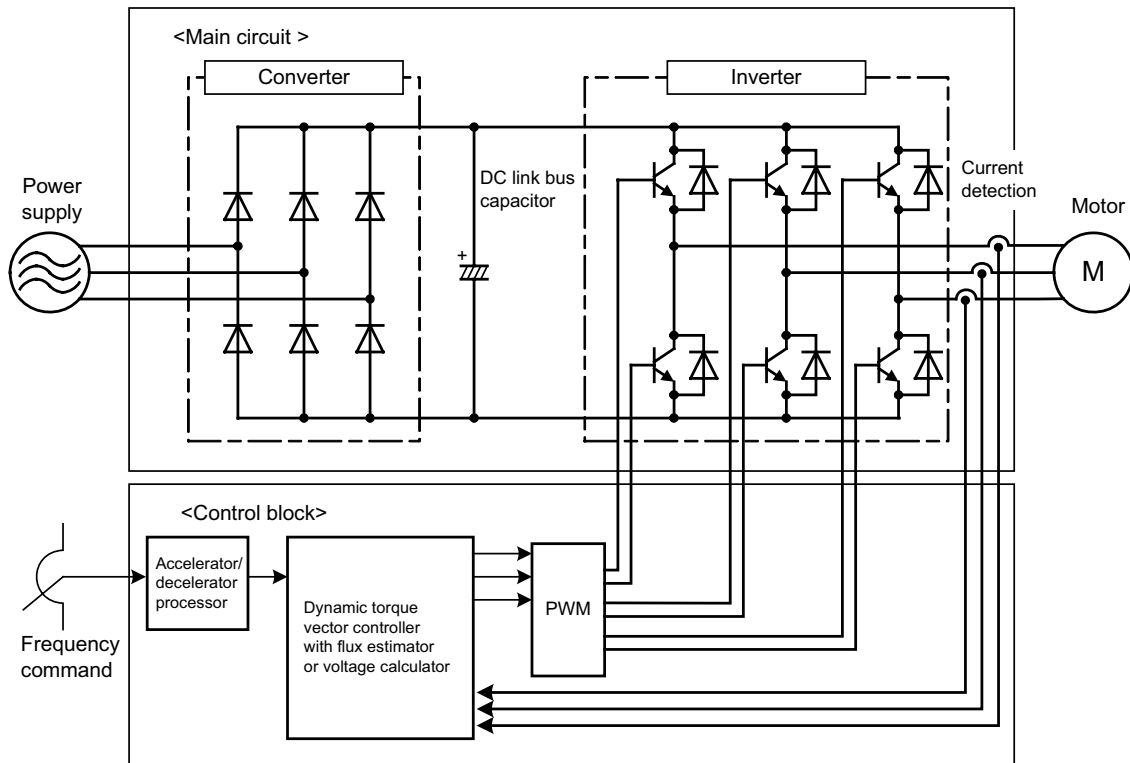 <Main circuit >
Converter
Inverter
Power
supply
DC link bus
capacitor
+
Current
detection
Motor
M
<Control block>
Accelerator/
decelerator
processor
Dynamic torque
vector controller
with flux estimator
or voltage calculator
PWM
Frequency
command